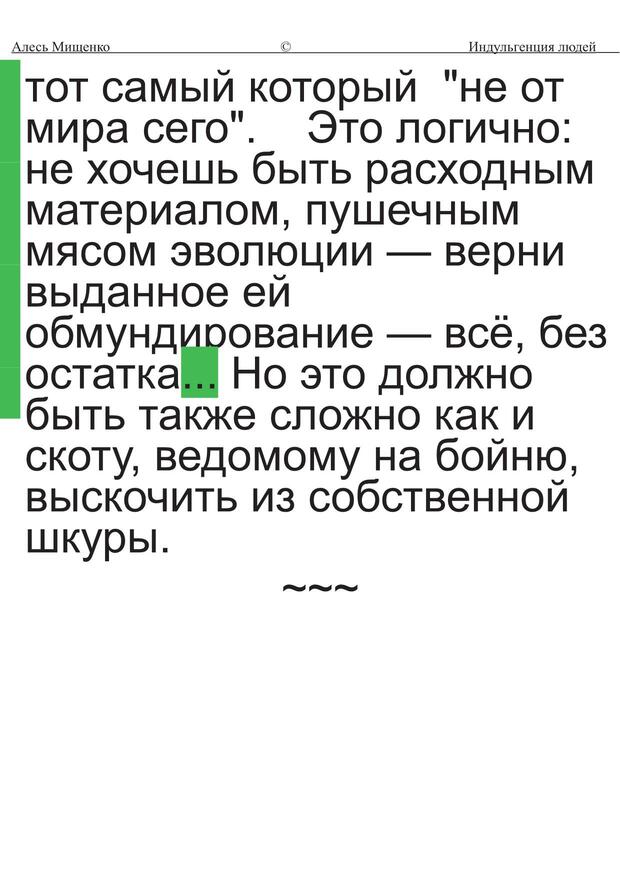 Алесь Мищенко © Индульгенция людей
тот самый который "не от
мира сего". Это логично:
не хочешь быть расходным
материалом, пушечным
мясом эволюции — верни
выданное ей
обмундирование — всё, без
остатка... Но это должно
быть также сложно как и
скоту, ведомому на бойню,
выскочить из собственной
шкуры.
~~~